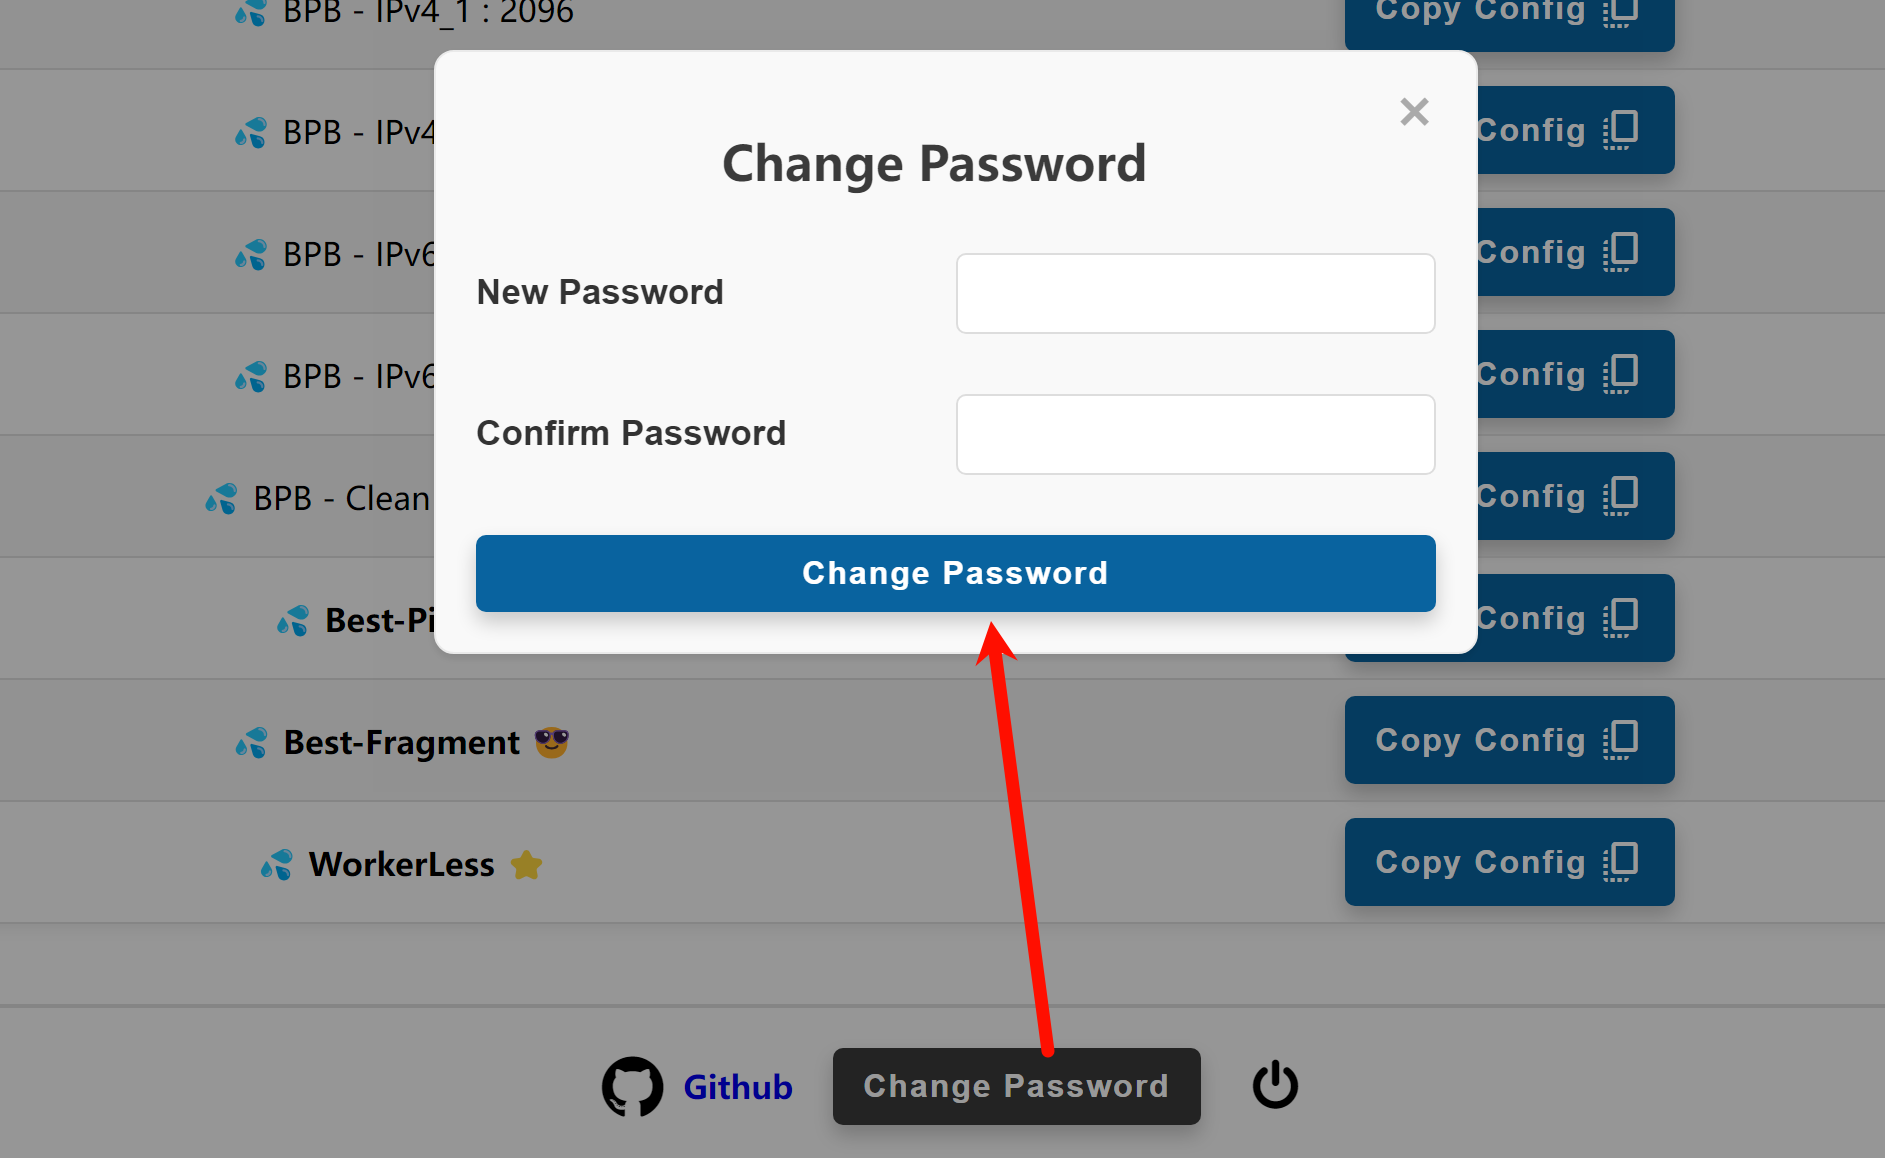 💦 BPB - IPv4_1 : 2096
Copy Config
Change Password
💦 BPB - IPv4
Config
💦 BPB - IPv6
Config
New Password
💦 BPB - IPv6
Config
Confirm Password
💦 BPB - Clean
Config
Change Password
💦 Best-Pi
Config
💦 Best-Fragment 😎
Copy Config
💦 WorkerLess ⭐
Copy Config
Github
Change Password